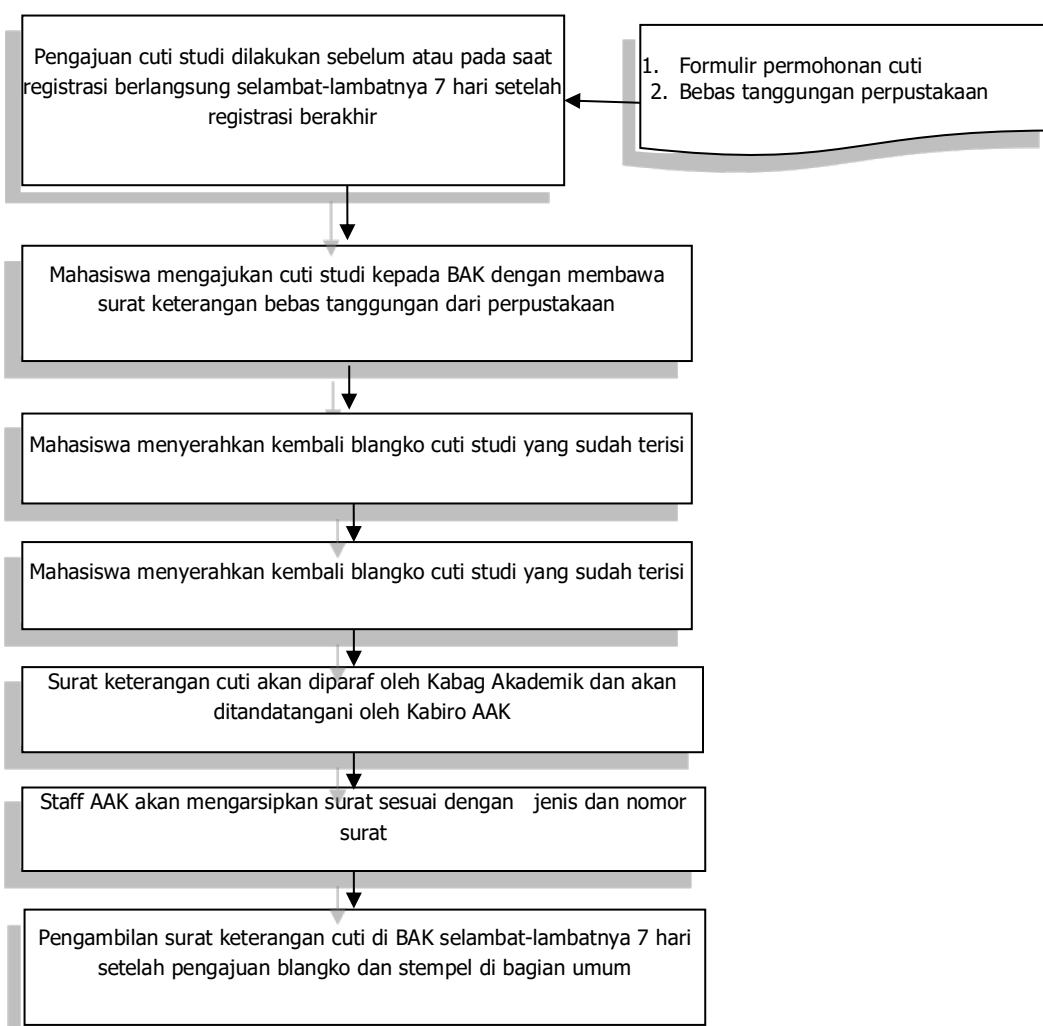 Pengajuan cuti studi dilakukan sebelum atau pada saat
registrasi berlangsung selambat-lambatnya 7 hari setelah
registrasi berakhir
1. Formulir permohonan cuti
2. Bebas tanggungan perpustakaan
Mahasiswa mengajukan cuti studi kepada BAK dengan membawa
surat keterangan bebas tanggungan dari perpustakaan
Mahasiswa menyerahkan kembali blangko cuti studi yang sudah terisi
Mahasiswa menyerahkan kembali blangko cuti studi yang sudah terisi
Surat keterangan cuti akan diparaf oleh Kabag Akademik dan akan
ditandatangani oleh Kabiro AAK
Staff AAK akan mengarsipkan surat sesuai dengan jenis dan nomor
surat
Pengambilan surat keterangan cuti di BAK selambat-lambatnya 7 hari
setelah pengajuan blangko dan stempel di bagian umum